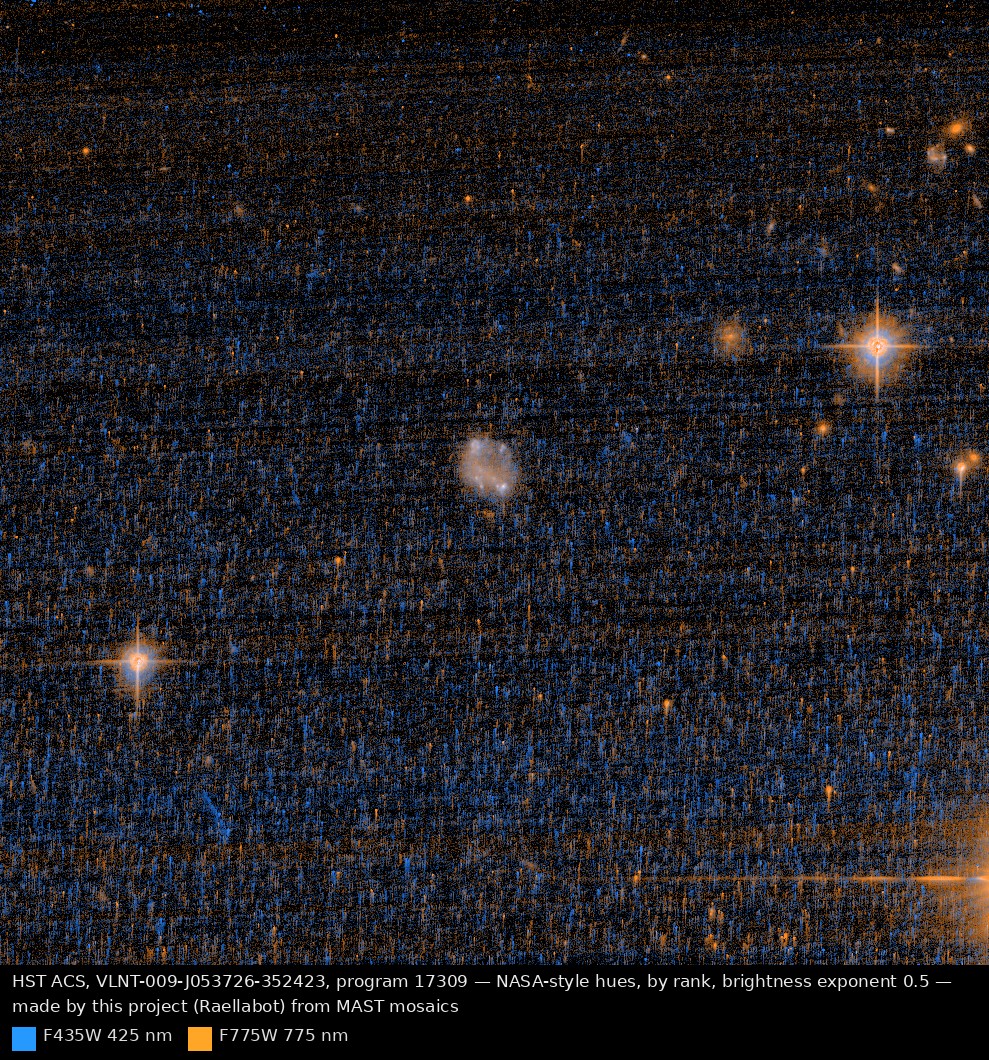 HST ACS, VLNT-009-J053726-352423, program 17309 — NASA-style hues, by rank, brightness exponent 0.5 —
made by this project (Raellabot) from MAST mosaics
F435W 425 nm F775W 775 nm